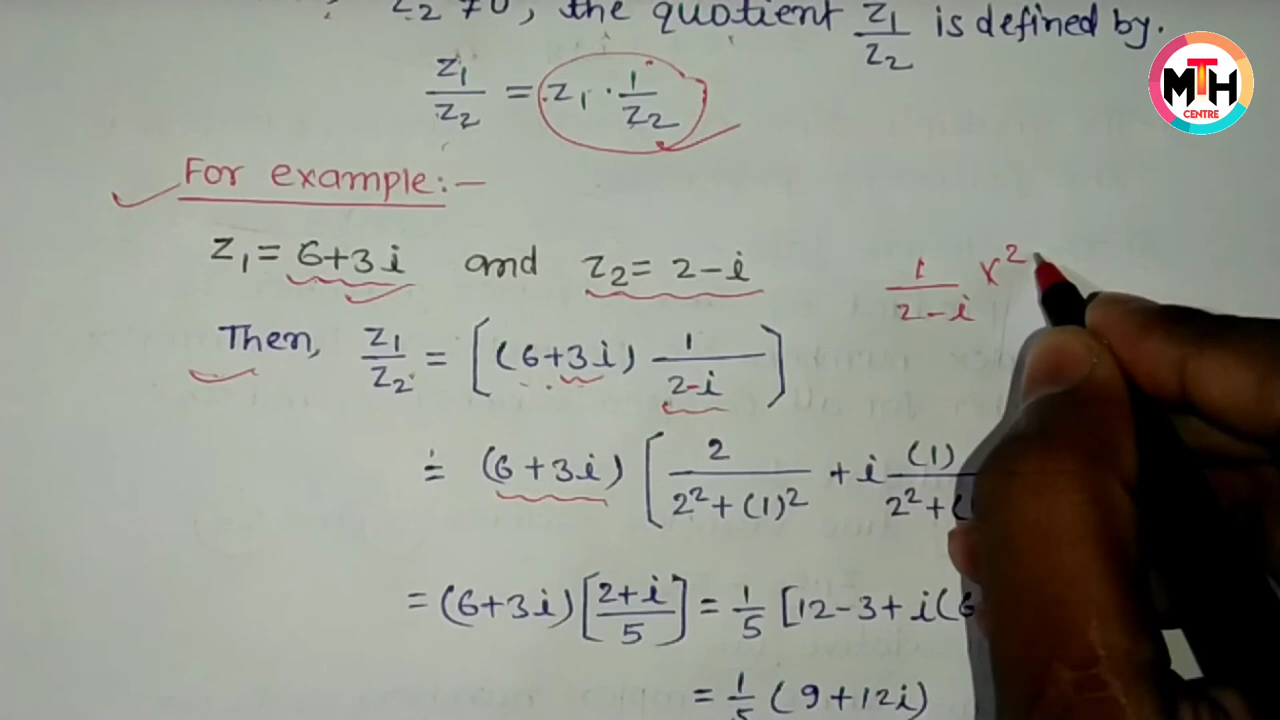 z₂ ≠ 0, the quotient z₁/z₂ is defined by.
z₁/z₂ = z₁ · 1/z₂
MTH
CENTRE
For example:—
z₁ = 6+3i and z₂ = 2-i
1/(2-i) x 2
Then, z₁/z₂ = [(6+3i) 1/(2-i)]
= (6+3i) [2/(2²+(1)²) + i (1)/(2²+(1
= (6+3i) [(2+i)/5] = 1/5 [12-3+i(6
= 1/5 (9+12i)